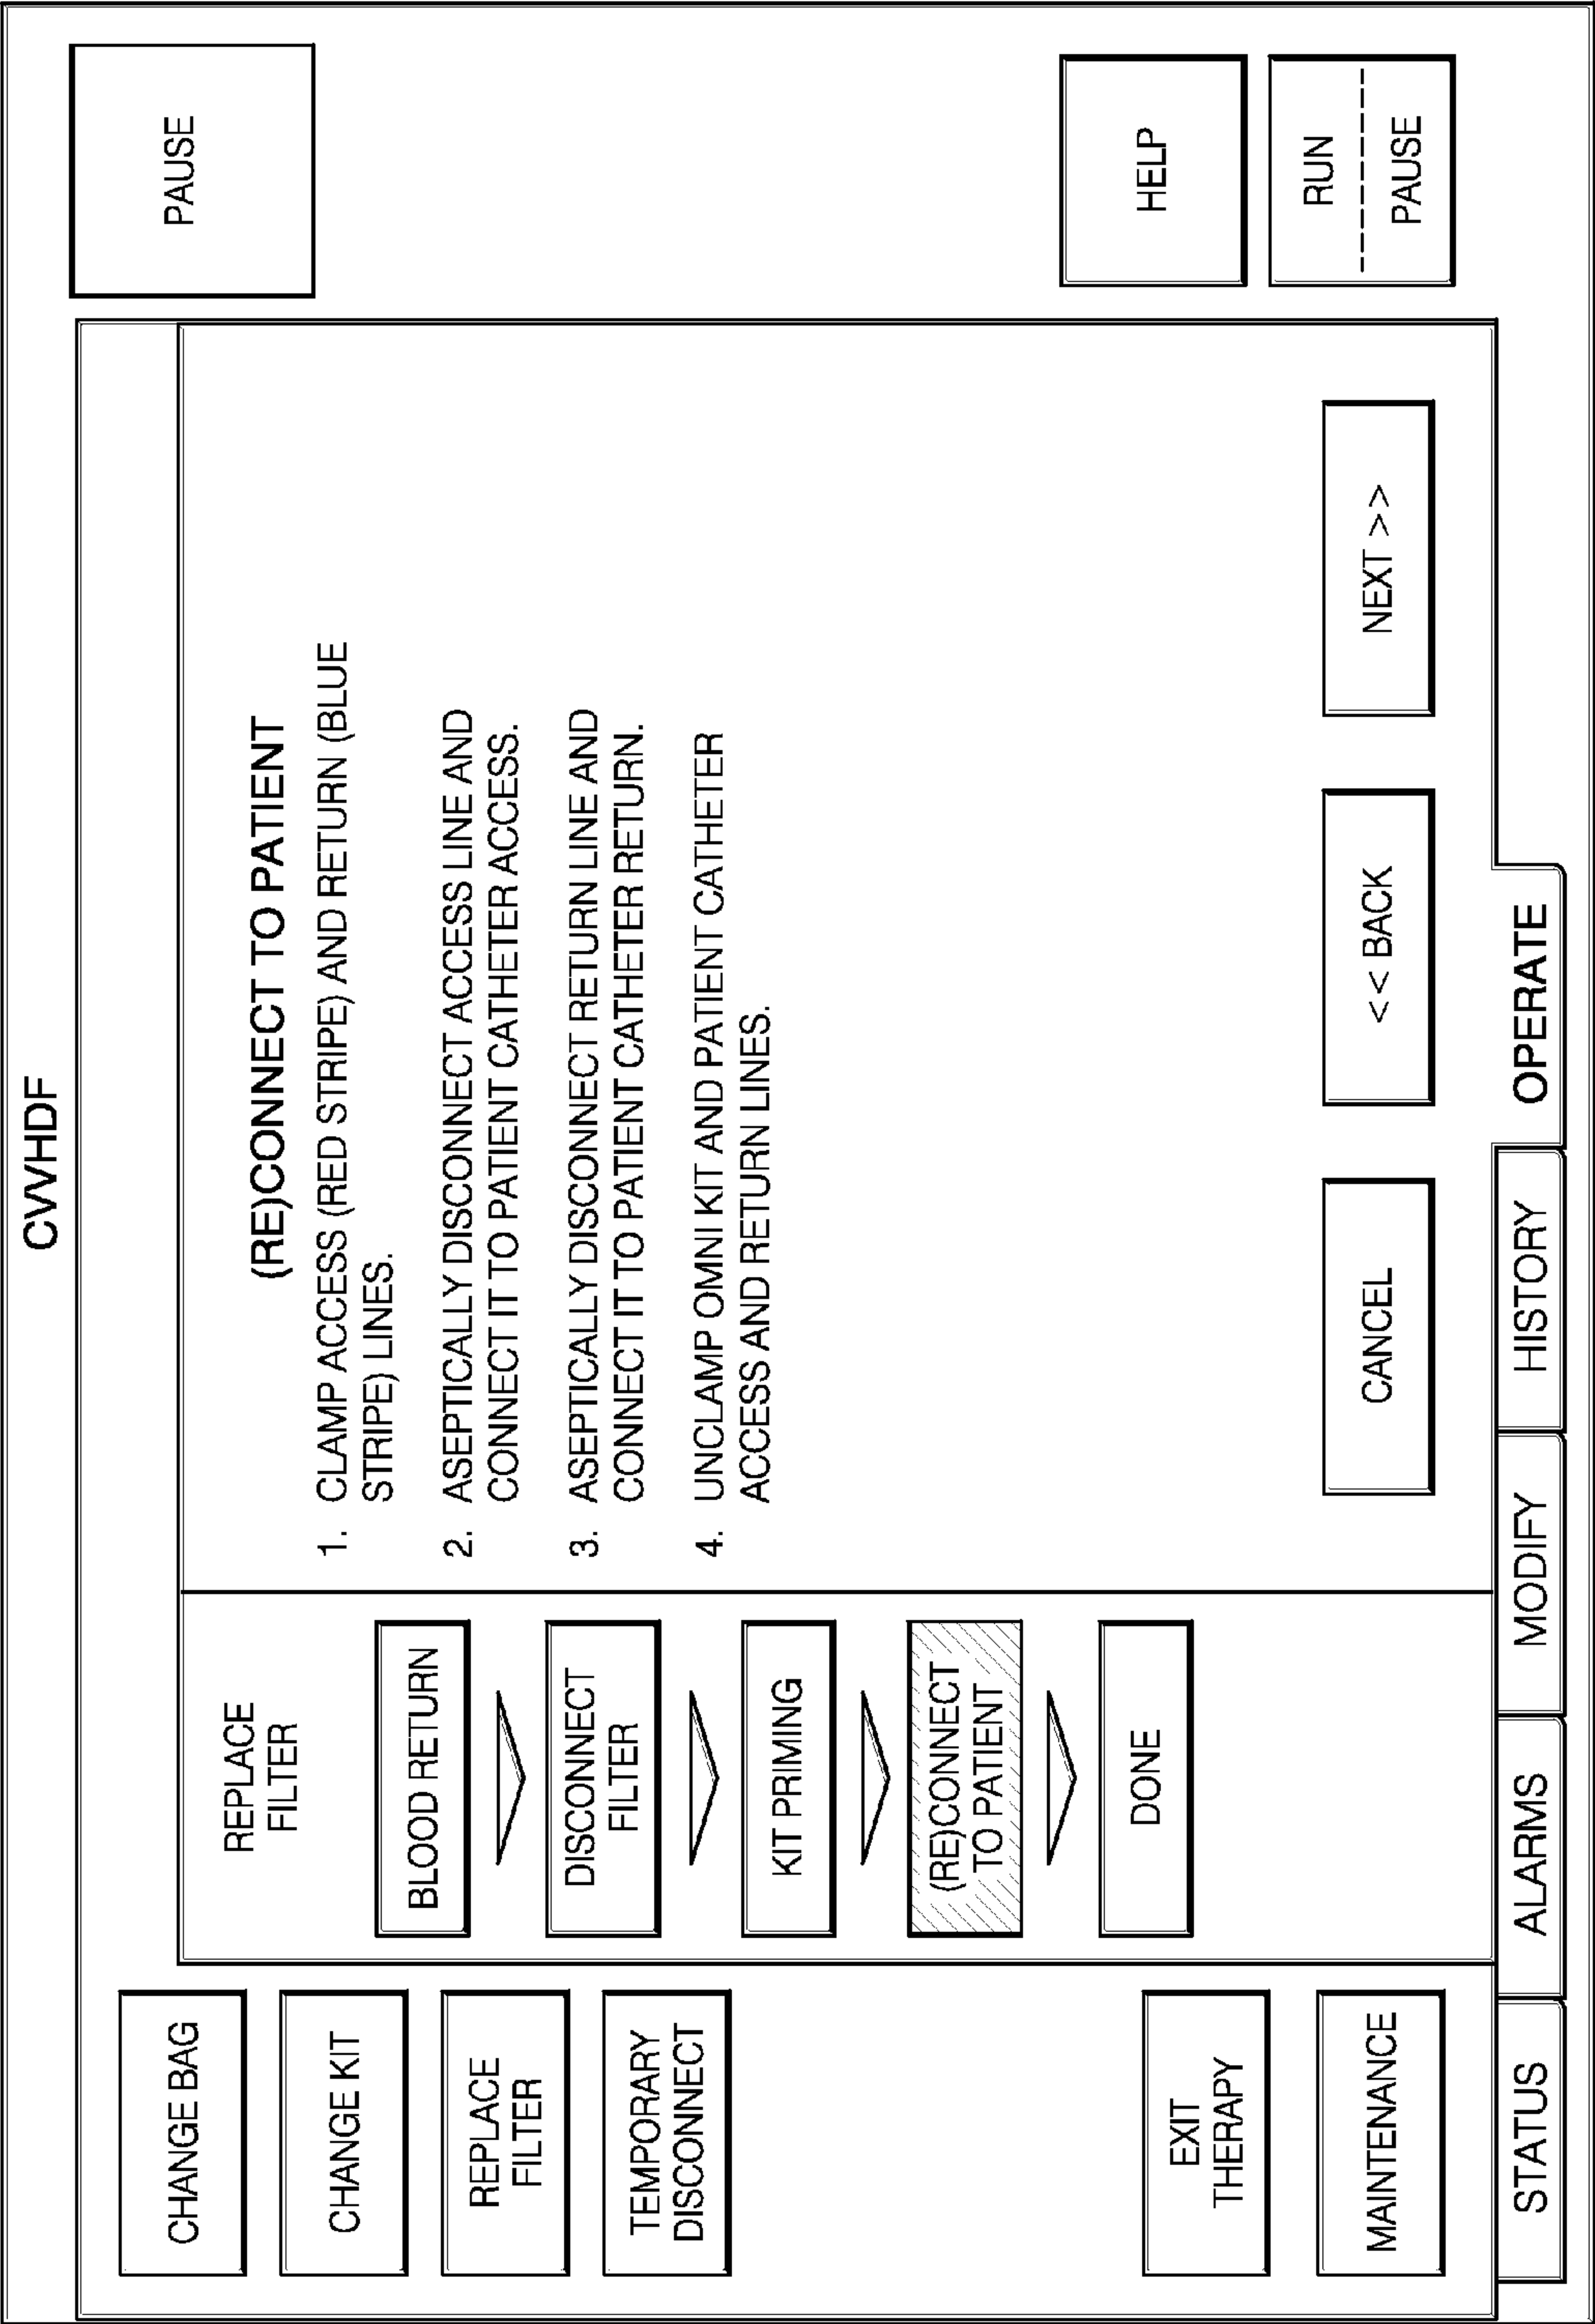 CVVHDF
PAUSE
CHANGE BAG
CHANGE KIT
REPLACE
FILTER
TEMPORARY
DISCONNECT
EXIT
THERAPY
MAINTENANCE
REPLACE
FILTER
BLOOD RETURN
DISCONNECT
FILTER
KIT PRIMING
(RE)CONNECT
TO PATIENT
DONE
(RE)CONNECT TO PATIENT
1. CLAMP ACCESS (RED STRIPE) AND RETURN (BLUE
STRIPE) LINES.
2. ASEPTICALLY DISCONNECT ACCESS LINE AND
CONNECT IT TO PATIENT CATHETER ACCESS.
3. ASEPTICALLY DISCONNECT RETURN LINE AND
CONNECT IT TO PATIENT CATHETER RETURN.
4. UNCLAMP OMNI KIT AND PATIENT CATHETER
ACCESS AND RETURN LINES.
CANCEL
<< BACK
NEXT >>
HELP
RUN
PAUSE
STATUS
ALARMS
MODIFY
HISTORY
OPERATE